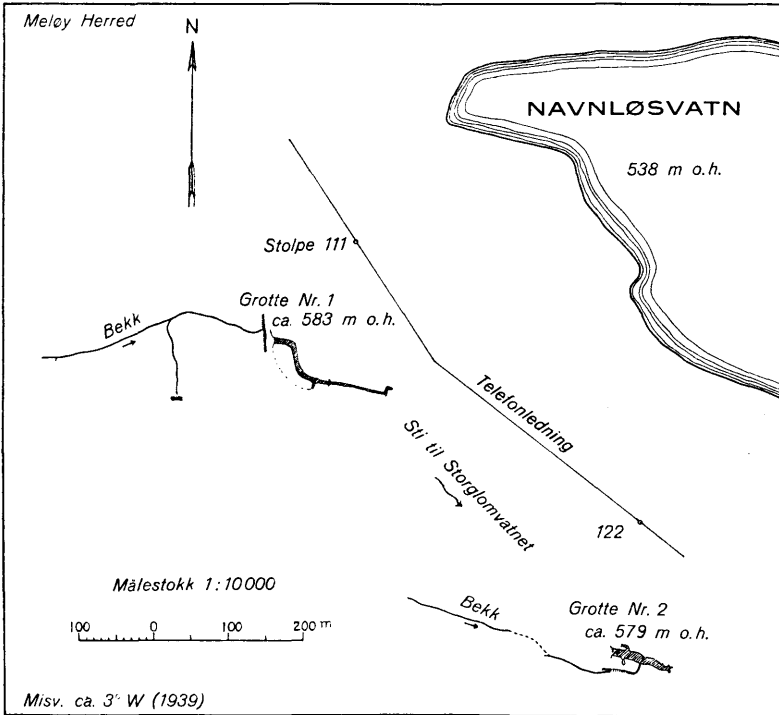 Meløy Herred
N
NAVNLØSVATN
538 m o.h.
Stolpe 111
Grotte Nr. 1
ca. 583 m o.h.
Bekk
Telefonledning
Sti til Storglomvatnet
122
Målestokk 1:10000
100 0 100 200 m
Bekk
Grotte Nr. 2
ca. 579 m o.h.
Misv. ca. 3° W (1939)